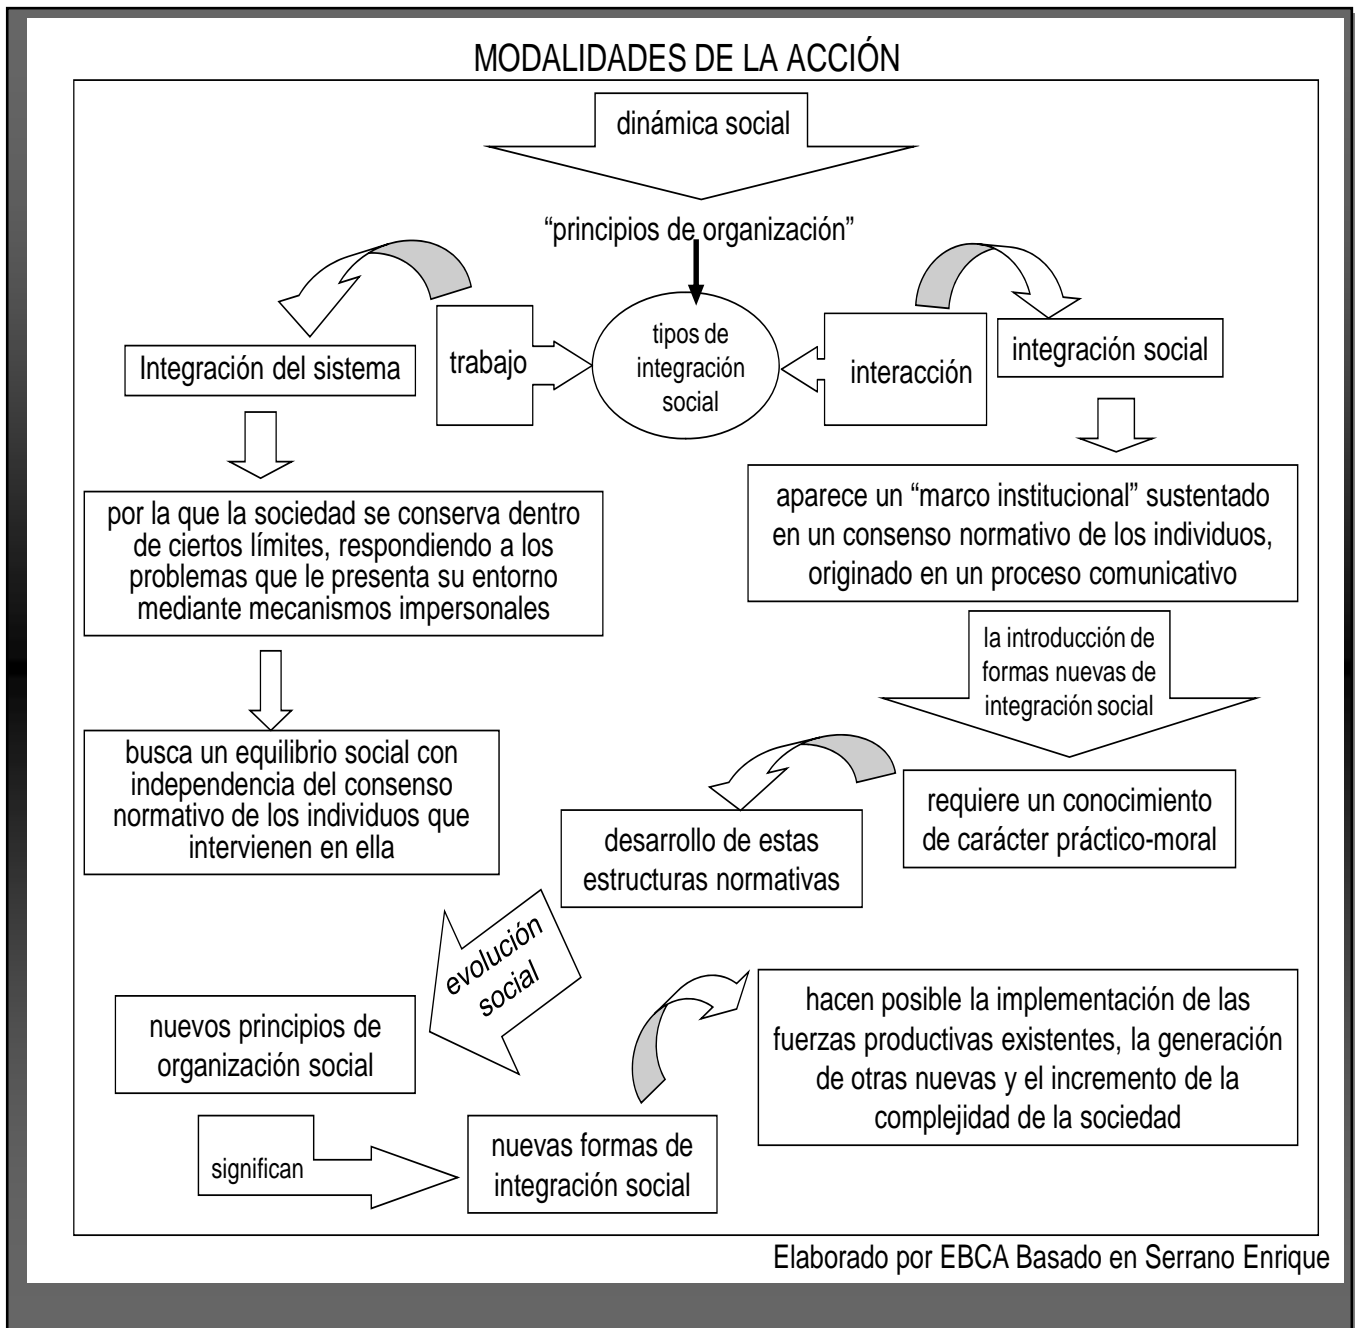 MODALIDADES DE LA ACCIÓN
dinámica social
“principios de organización”
tipos de
integración
social
trabajo
interacción
Integración del sistema
integración social
por la que la sociedad se conserva dentro
de ciertos límites, respondiendo a los
problemas que le presenta su entorno
mediante mecanismos impersonales
aparece un “marco institucional” sustentado
en un consenso normativo de los individuos,
originado en un proceso comunicativo
la introducción de
formas nuevas de
integración social
busca un equilibrio social con
independencia del consenso
normativo de los individuos que
intervienen en ella
requiere un conocimiento
de carácter práctico-moral
desarrollo de estas
estructuras normativas
evolución
social
nuevos principios de
organización social
significan
nuevas formas de
integración social
hacen posible la implementación de las
fuerzas productivas existentes, la generación
de otras nuevas y el incremento de la
complejidad de la sociedad
Elaborado por EBCA Basado en Serrano Enrique